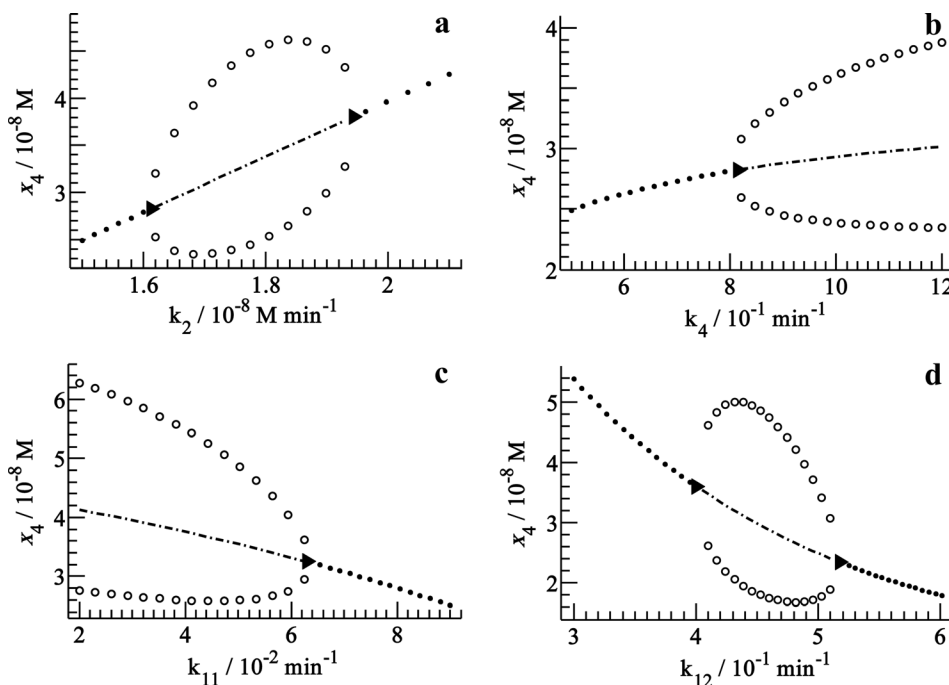 a
x₄ / 10⁻⁸ M
4
3
1.6
1.8
2
k₂ / 10⁻⁸ M min⁻¹
b
x₄ / 10⁻⁸ M
4
3
2
6
8
10
12
k₄ / 10⁻¹ min⁻¹
c
x₄ / 10⁻⁸ M
6
5
4
3
2
4
6
8
k₁₁ / 10⁻² min⁻¹
d
x₄ / 10⁻⁸ M
5
4
3
2
3
4
5
6
k₁₂ / 10⁻¹ min⁻¹